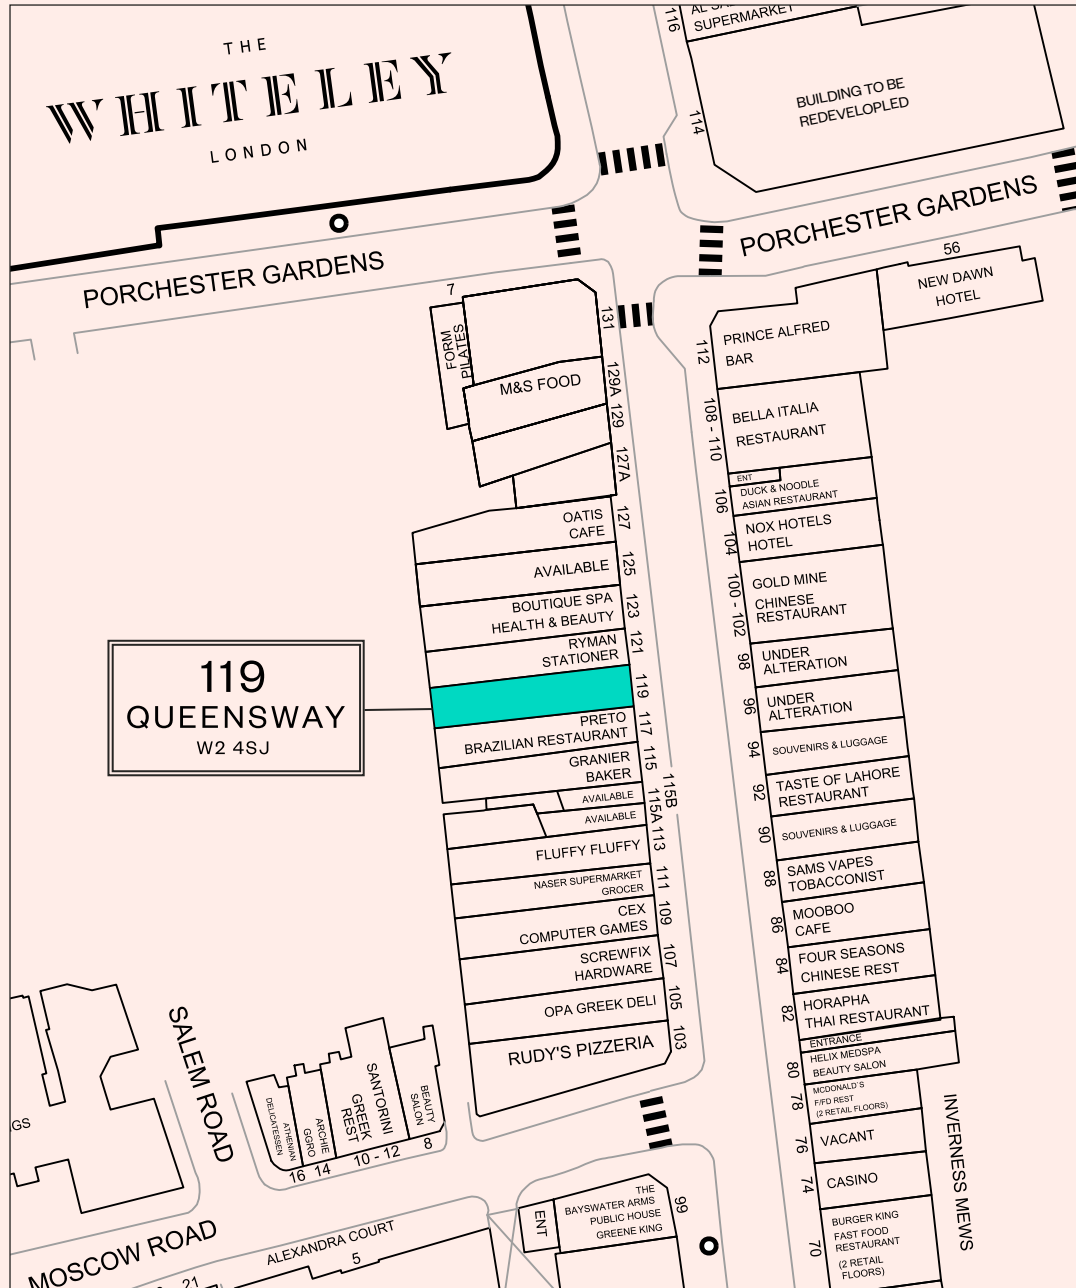 THE
WHITELEY
LONDON
116
SUPERMARKET
114
BUILDING TO BE
REDEVOPLED
PORCHESTER GARDENS
PORCHESTER GARDENS
56
NEW DAWN
HOTEL
7
FORM
PILATES
131
M&S FOOD
129A
129
127A
OATIS
CAFE
127
AVAILABLE
125
BOUTIQUE SPA
HEALTH & BEAUTY
123
RYMAN
STATIONER
121
119
QUEENSWAY
W2 4SJ
119
PRETO
BRAZILIAN RESTAURANT
117
GRANIER
BAKER
115
AVAILABLE
115B
AVAILABLE
115A
FLUFFY FLUFFY
113
NASER SUPERMARKET
GROCER
111
CEX
COMPUTER GAMES
109
SCREWFIX
HARDWARE
107
OPA GREEK DELI
105
RUDY'S PIZZERIA
103
112
PRINCE ALFRED
BAR
108 - 110
BELLA ITALIA
RESTAURANT
ENT
106
DUCK & NOODLE
ASIAN RESTAURANT
104
NOX HOTELS
HOTEL
100 - 102
GOLD MINE
CHINESE
RESTAURANT
98
UNDER
ALTERATION
96
UNDER
ALTERATION
94
SOUVENIRS & LUGGAGE
92
TASTE OF LAHORE
RESTAURANT
90
SOUVENIRS & LUGGAGE
88
SAMS VAPES
TOBACCONIST
86
MOOBOO
CAFE
84
FOUR SEASONS
CHINESE REST
82
HORAPHA
THAI RESTAURANT
ENTRANCE
80
HELIX MEDSPA
BEAUTY SALON
78
MCDONALD`S
F/FD REST
(2 RETAIL FLOORS)
76
VACANT
74
CASINO
70
BURGER KING
FAST FOOD
RESTAURANT
(2 RETAIL
FLOORS)
INVERNESS MEWS
SALEM ROAD
GS
ATHENIAN
DELICATESSEN
16
ARCHIE
GGRO
14
SANTORINI
GREEK
REST
10 - 12
BEAUTY
SALON
8
MOSCOW ROAD
21
ALEXANDRA COURT
5
ENT
THE
BAYSWATER ARMS
PUBLIC HOUSE
GREENE KING
99